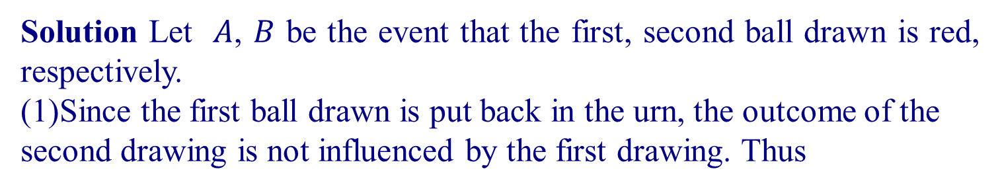 Solution Let A, B be the event that the first, second ball drawn is red,
respectively.
(1)Since the first ball drawn is put back in the urn, the outcome of the
second drawing is not influenced by the first drawing. Thus